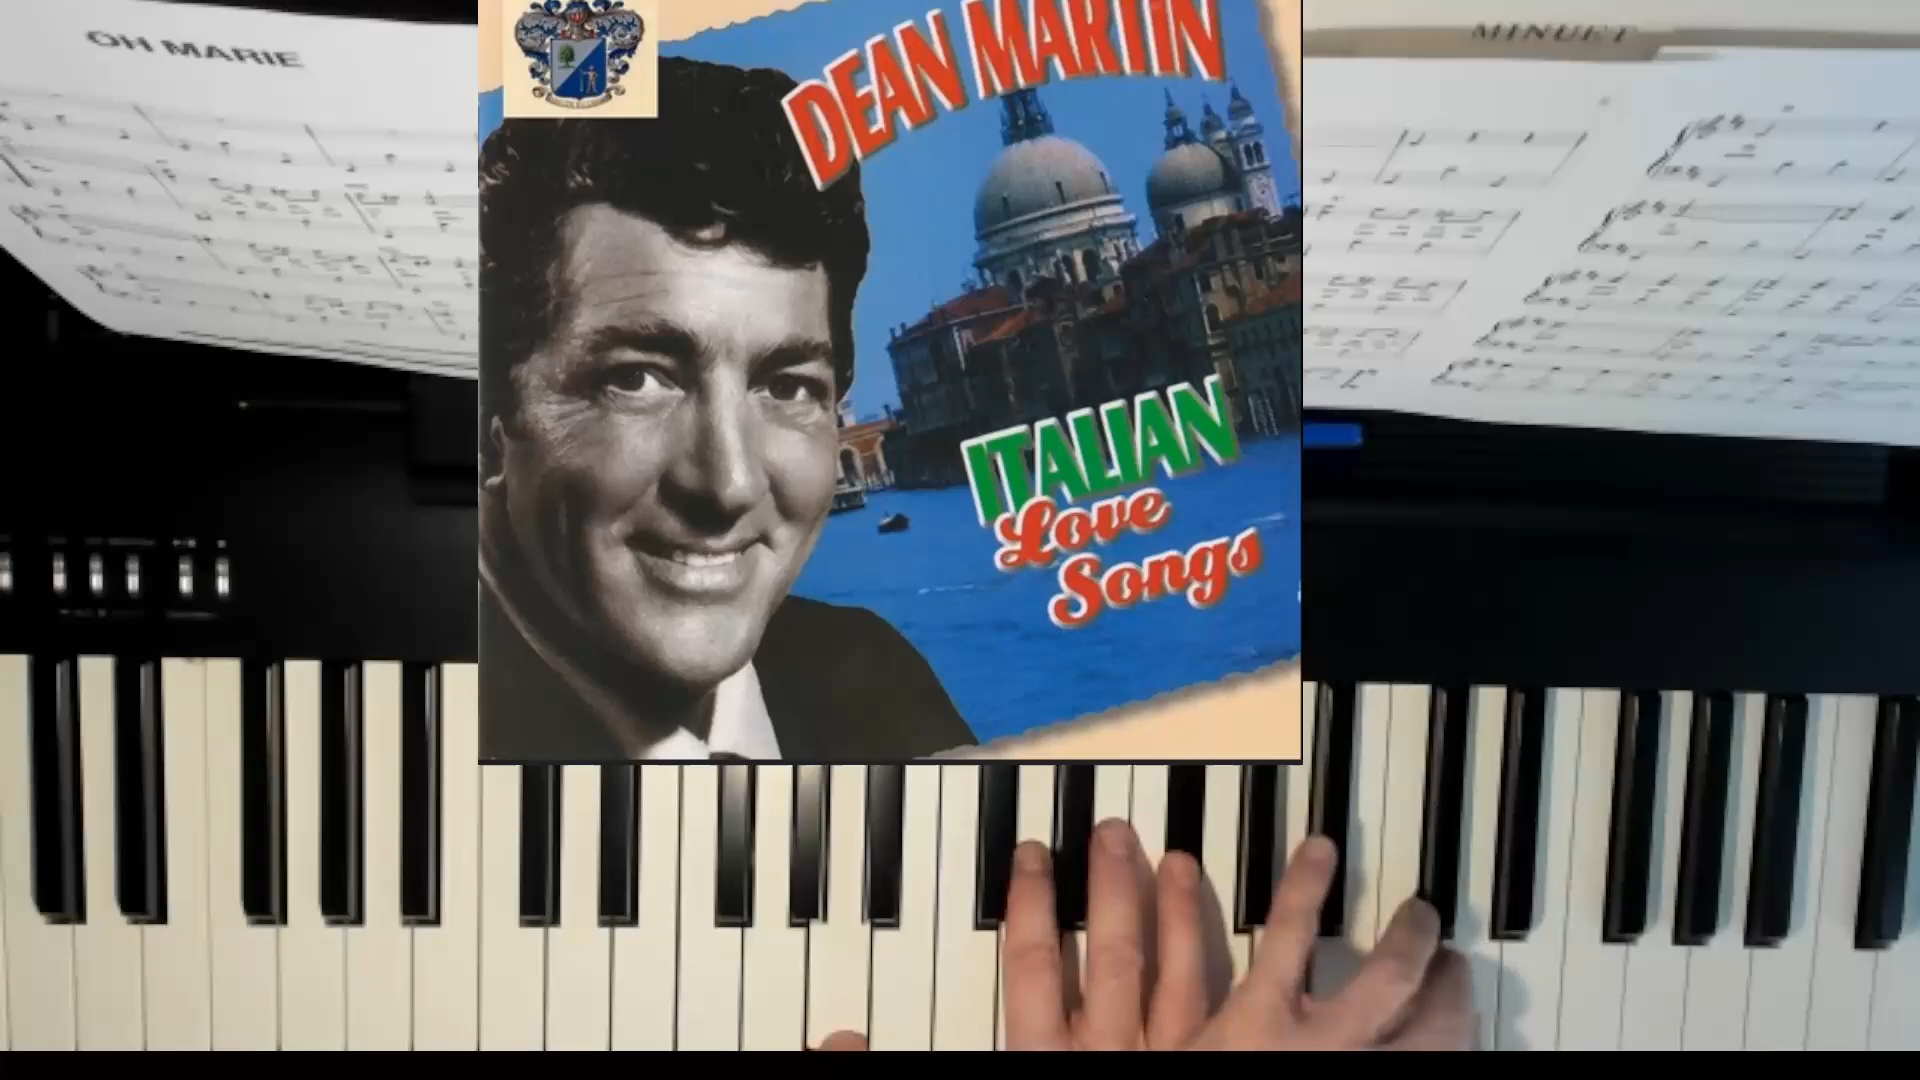 OH MARIE
DEAN MARTIN
MINUET
ITALIAN
Love
Songs